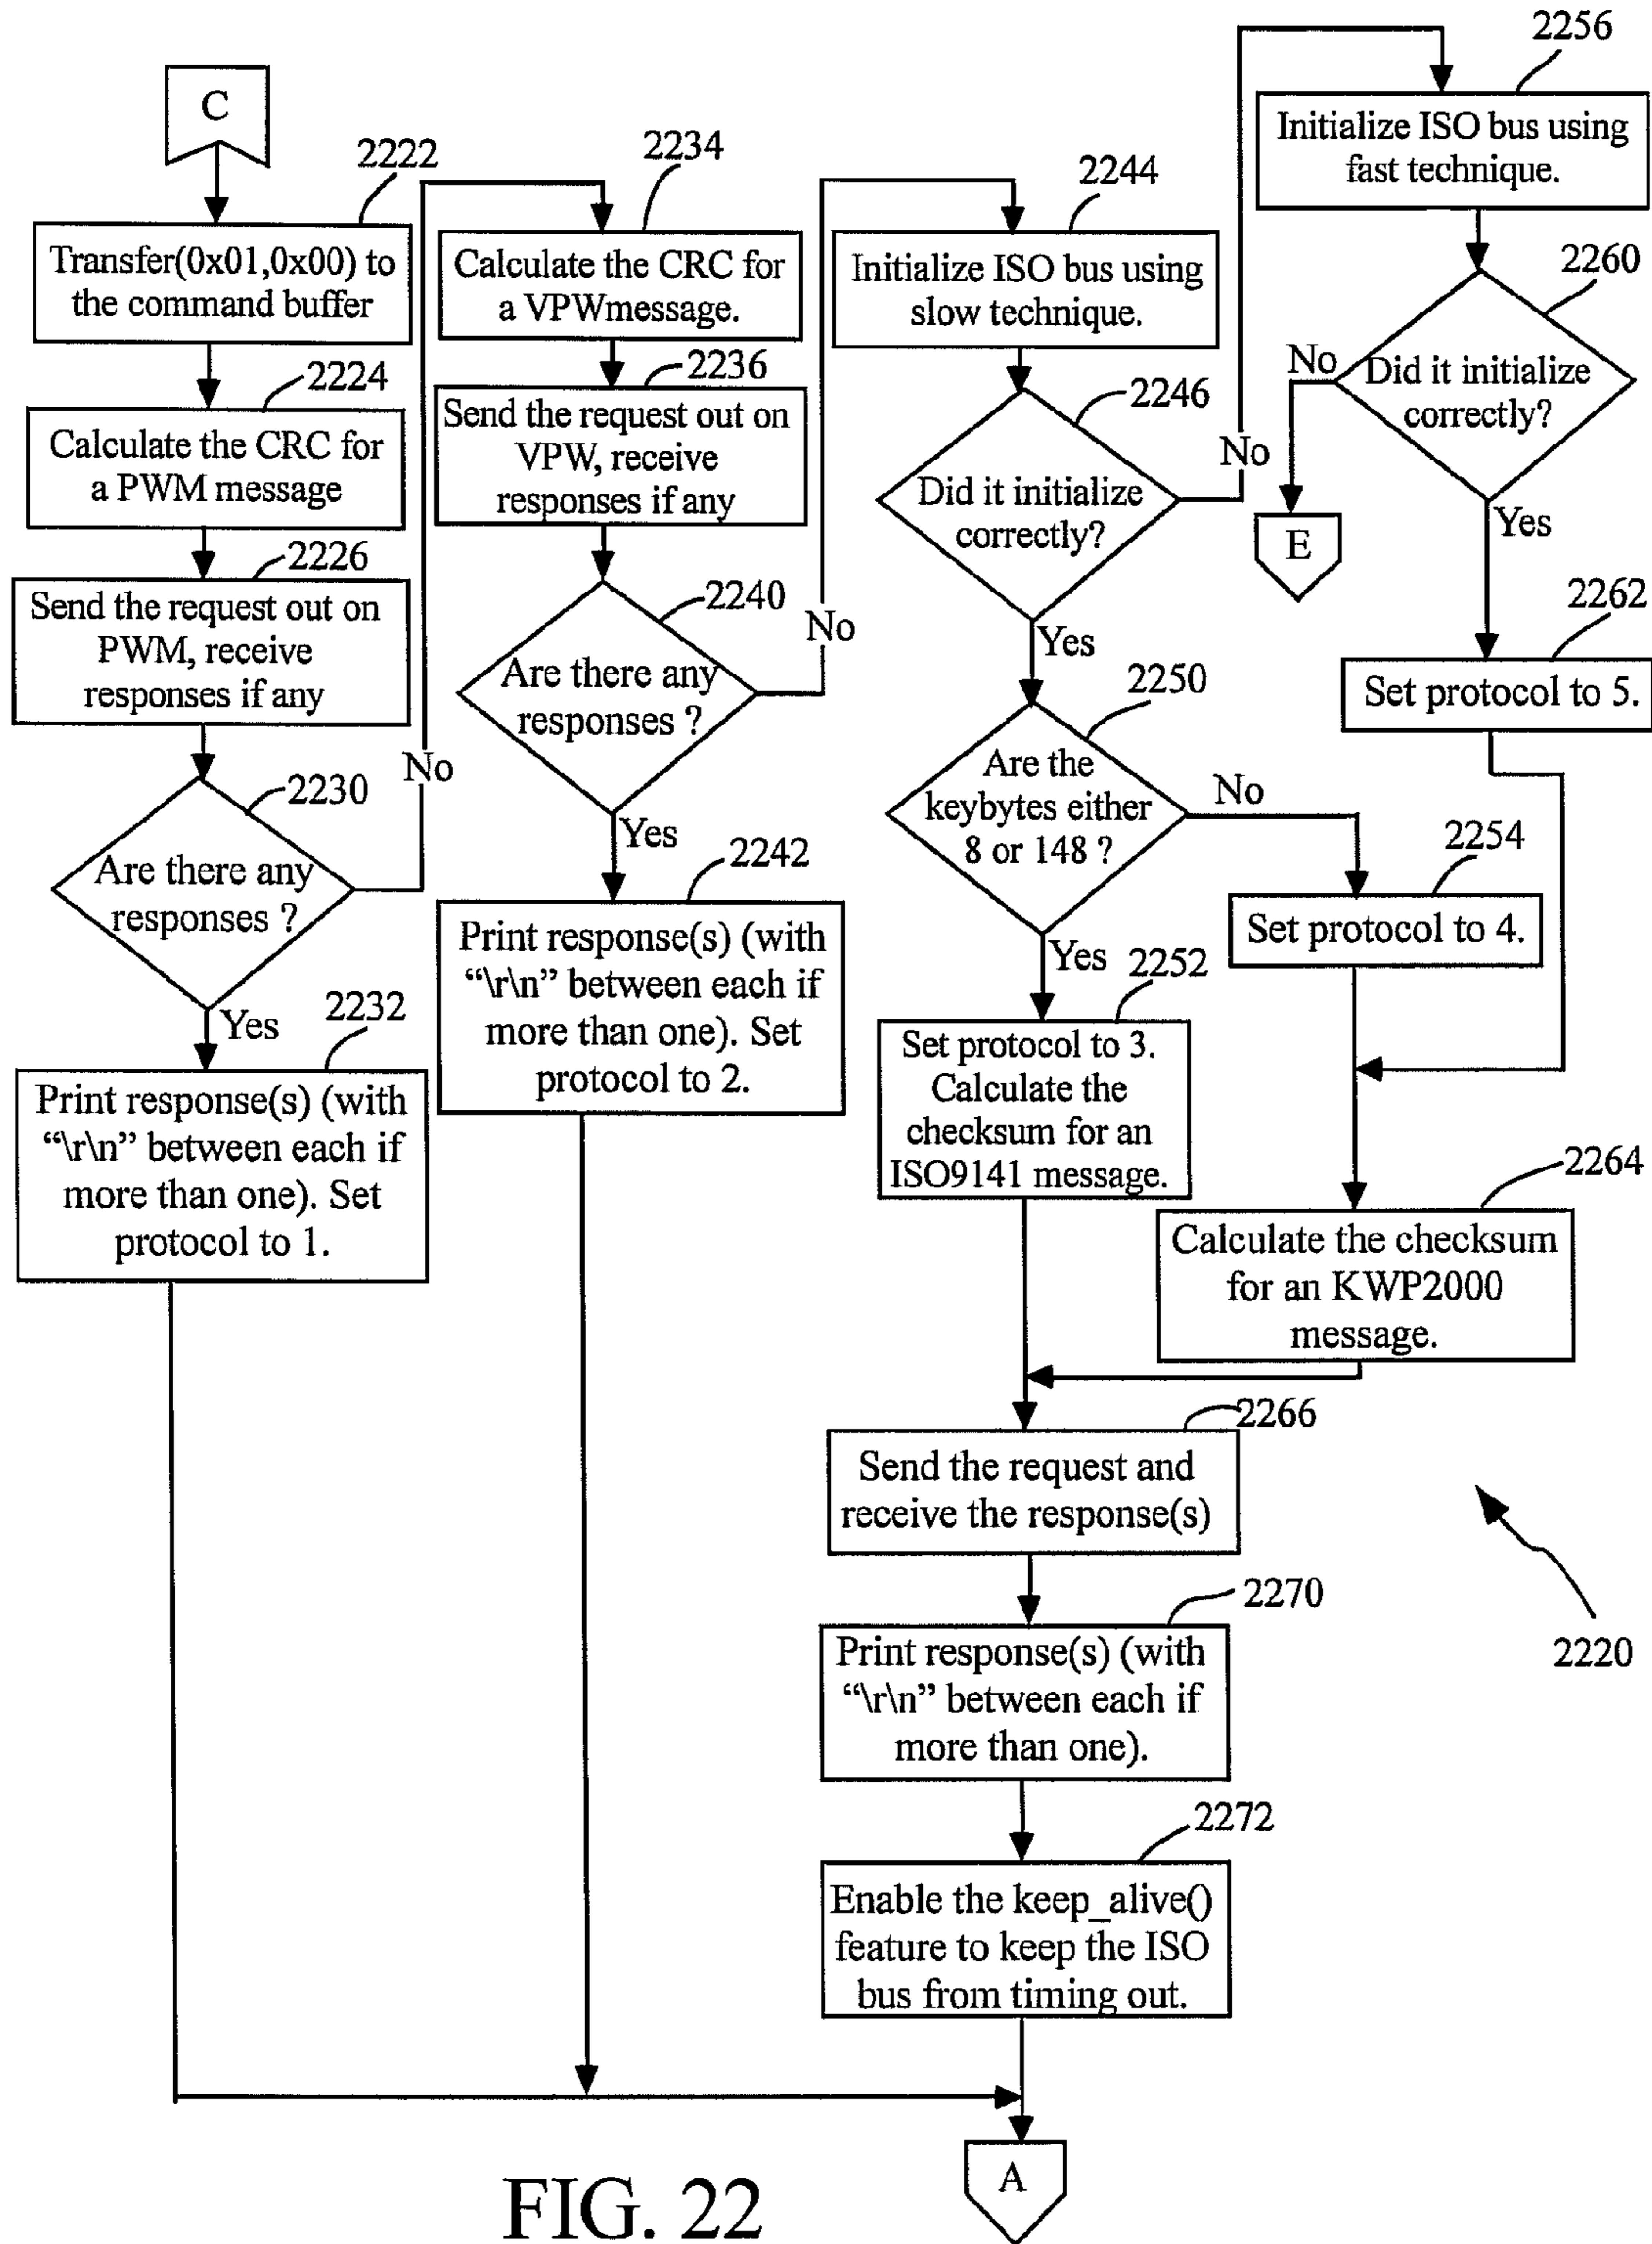 C
2222
Transfer(0x01,0x00) to
the command buffer
2224
Calculate the CRC for
a PWM message
2226
Send the request out on
PWM, receive
responses if any
2230
Are there any
responses ?
No
Yes
2232
Print response(s) (with
“\r\n” between each if
more than one). Set
protocol to 1.
2234
Calculate the CRC for
a VPWmessage.
2236
Send the request out on
VPW, receive
responses if any
2240
Are there any
responses ?
No
Yes
2242
Print response(s) (with
“\r\n” between each if
more than one). Set
protocol to 2.
2244
Initialize ISO bus using
slow technique.
2246
Did it initialize
correctly?
No
Yes
2250
Are the
keybytes either
8 or 148 ?
No
Yes
2252
Set protocol to 3.
Calculate the
checksum for an
ISO9141 message.
2254
Set protocol to 4.
2256
Initialize ISO bus using
fast technique.
2260
Did it initialize
correctly?
No
E
Yes
2262
Set protocol to 5.
2264
Calculate the checksum
for an KWP2000
message.
2266
Send the request and
receive the response(s)
2270
Print response(s) (with
“\r\n” between each if
more than one).
2272
Enable the keep_alive()
feature to keep the ISO
bus from timing out.
2220
A
FIG. 22